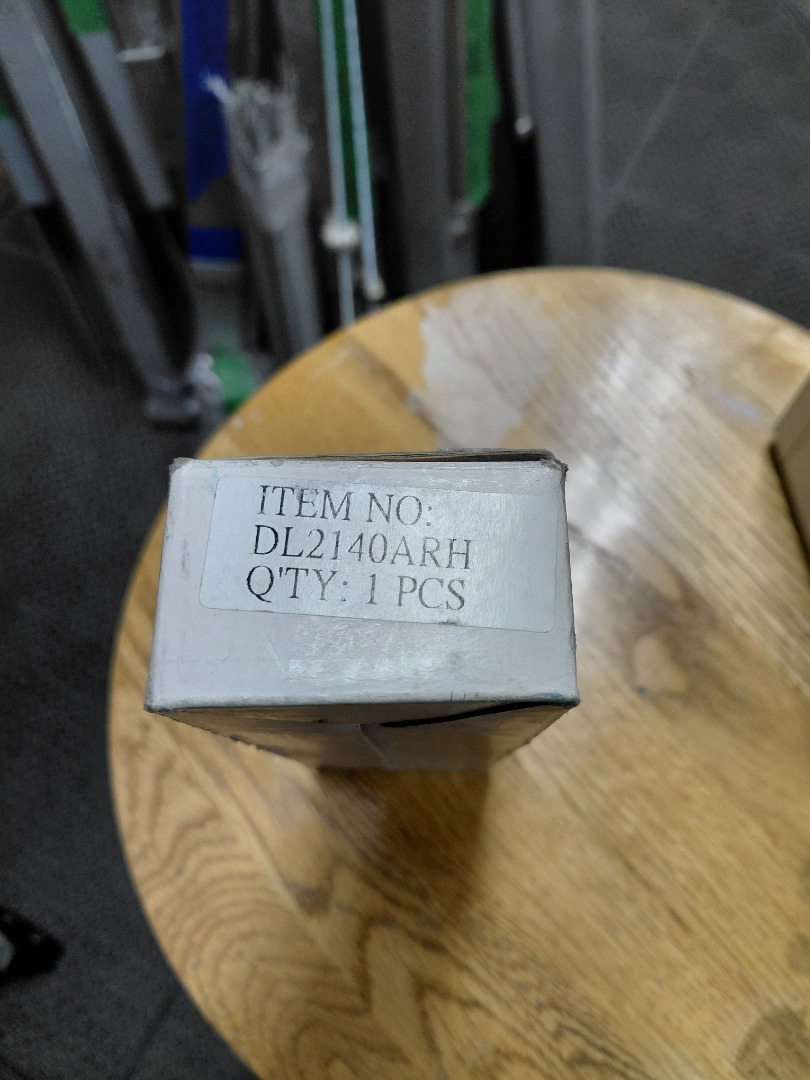 ITEM NO:
DL2140ARH
Q'TY: 1 PCS